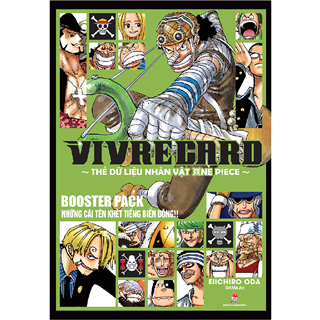 VIVRE CARD
~ THẺ DỮ LIỆU NHÂN VẬT ONE PIECE ~
BOOSTER PACK
NHỮNG CÁI TÊN KHÉT TIẾNG BIỂN ĐÔNG!!
EIICHIRO ODA